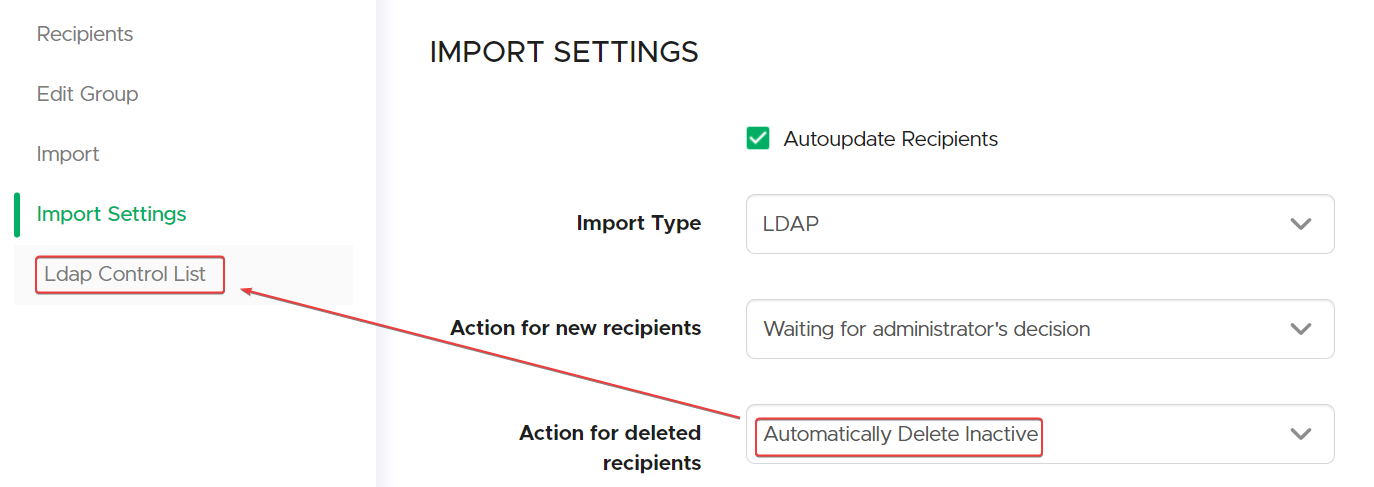 Recipients
Edit Group
Import
Import Settings
Ldap Control List
IMPORT SETTINGS
Autoupdate Recipients
Import Type
LDAP
Action for new recipients
Waiting for administrator's decision
Action for deleted
recipients
Automatically Delete Inactive